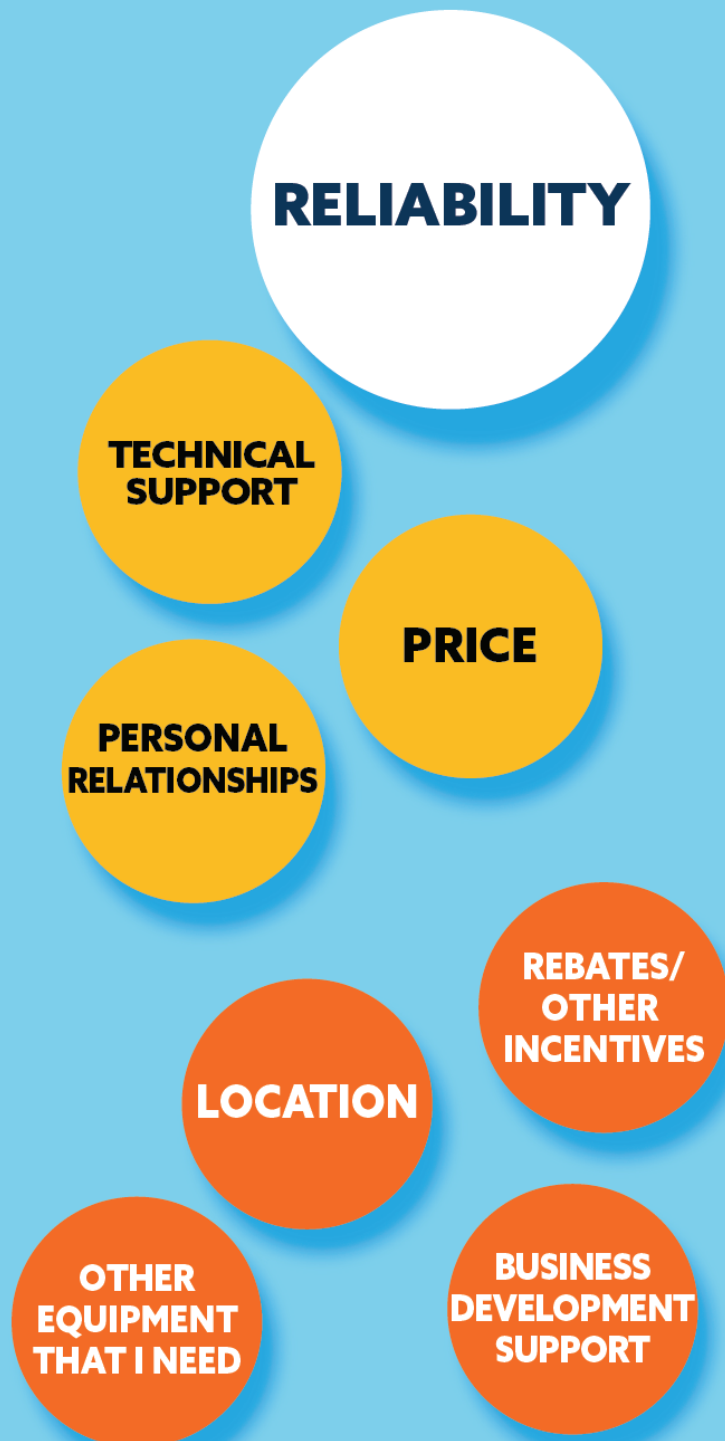 RELIABILITY
TECHNICAL
SUPPORT
PRICE
PERSONAL
RELATIONSHIPS
REBATES/
OTHER
INCENTIVES
LOCATION
OTHER
EQUIPMENT
THAT I NEED
BUSINESS
DEVELOPMENT
SUPPORT